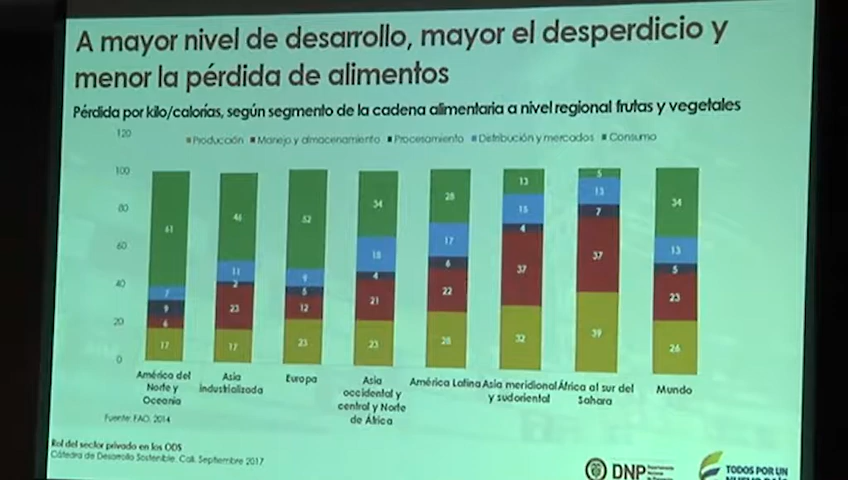 A mayor nivel de desarrollo, mayor el desperdicio y
menor la pérdida de alimentos
Pérdida por kilo/calorías, según segmento de la cadena alimentaria a nivel regional frutas y vegetales
120
Producción Manejo y almacenamiento Procesamiento Distribución y mercados Consumo
100
80
60
40
20
0
61 7 9 6 17
46 11 2 23 17
52 9 5 12 23
34 18 4 21 23
28 17 6 22 28
13 15 4 37 32
5 13 7 37 39
34 13 5 23 26
América del
Norte y
Oceanía
Asia
industrializada
Europa
Asia
occidental y
central y Norte
de África
América Latina
Asia meridional
y sudoriental
África al sur del
Sahara
Mundo
Fuente: FAO, 2014
Rol del sector privado en los ODS
Cátedra de Desarrollo Sostenible. Cali, Septiembre 2017
DNP
TODOS POR UN